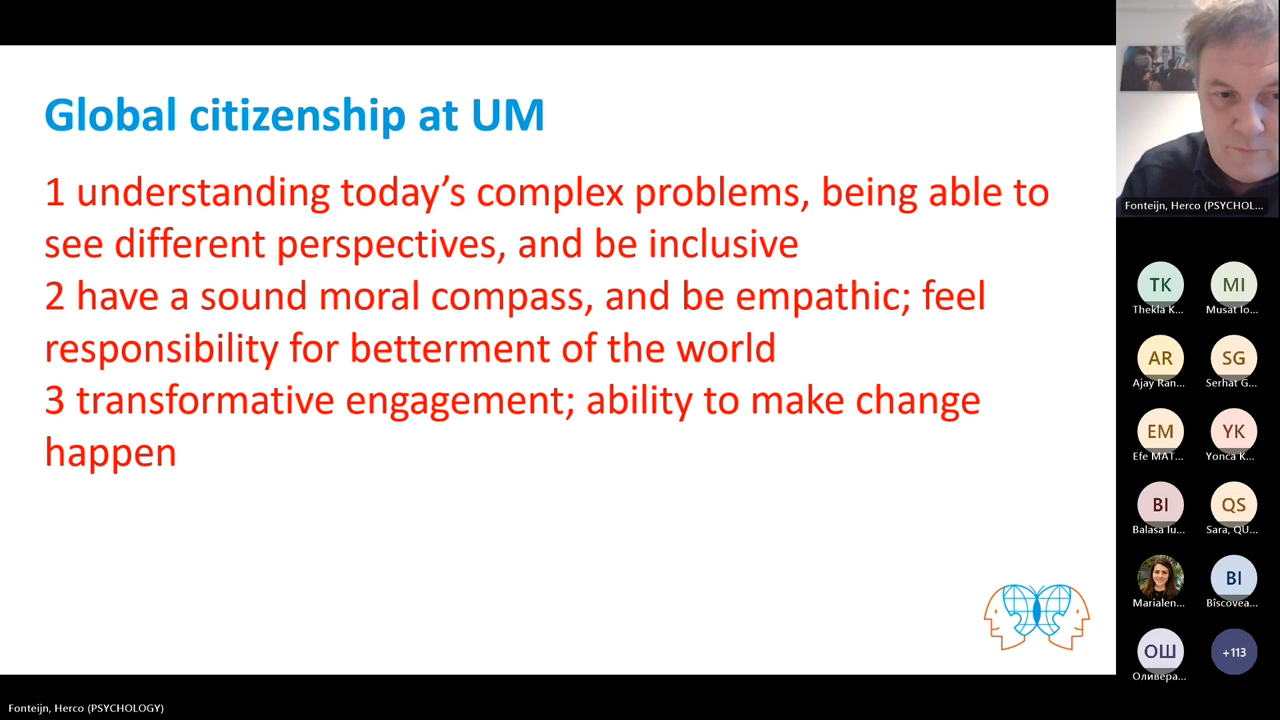 Global citizenship at UM
1 understanding today’s complex problems, being able to
see different perspectives, and be inclusive
2 have a sound moral compass, and be empathic; feel
responsibility for betterment of the world
3 transformative engagement; ability to make change
happen
Fonteijn, Herco (PSYCHOL...
TK
Thekla K...
MI
Musat Io...
AR
Ajay Ran...
SG
Serhat G...
EM
Efe MAT...
YK
Yonca K...
BI
Balasa Iu...
QS
Sara, QU...
Marialen...
BI
Bîscovea...
ОШ
Оливера...
+113
Fonteijn, Herco (PSYCHOLOGY)